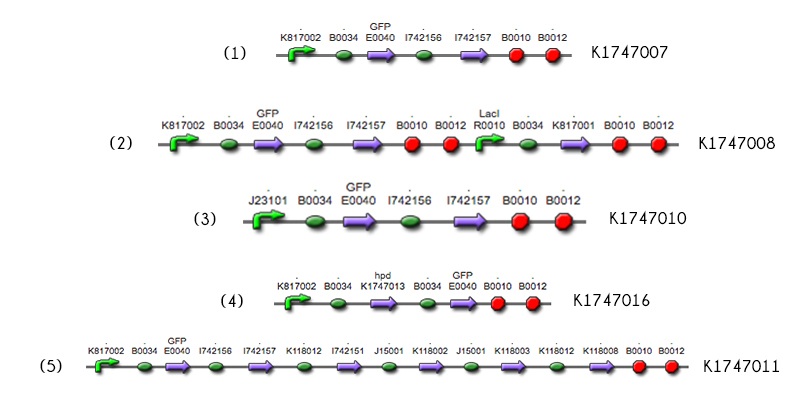 GFP
K817002 B0034 E0040 I742156 I742157 B0010 B0012
(1) K1747007
GFP LacI
K817002 B0034 E0040 I742156 I742157 B0010 B0012 R0010 B0034 K817001 B0010 B0012
(2) K1747008
GFP
J23101 B0034 E0040 I742156 I742157 B0010 B0012
(3) K1747010
hpd GFP
K817002 B0034 K1747013 B0034 E0040 B0010 B0012
(4) K1747016
GFP
K817002 B0034 E0040 I742156 I742157 K118012 I742151 J15001 K118002 J15001 K118003 K118012 K118008 B0010 B0012
(5) K1747011